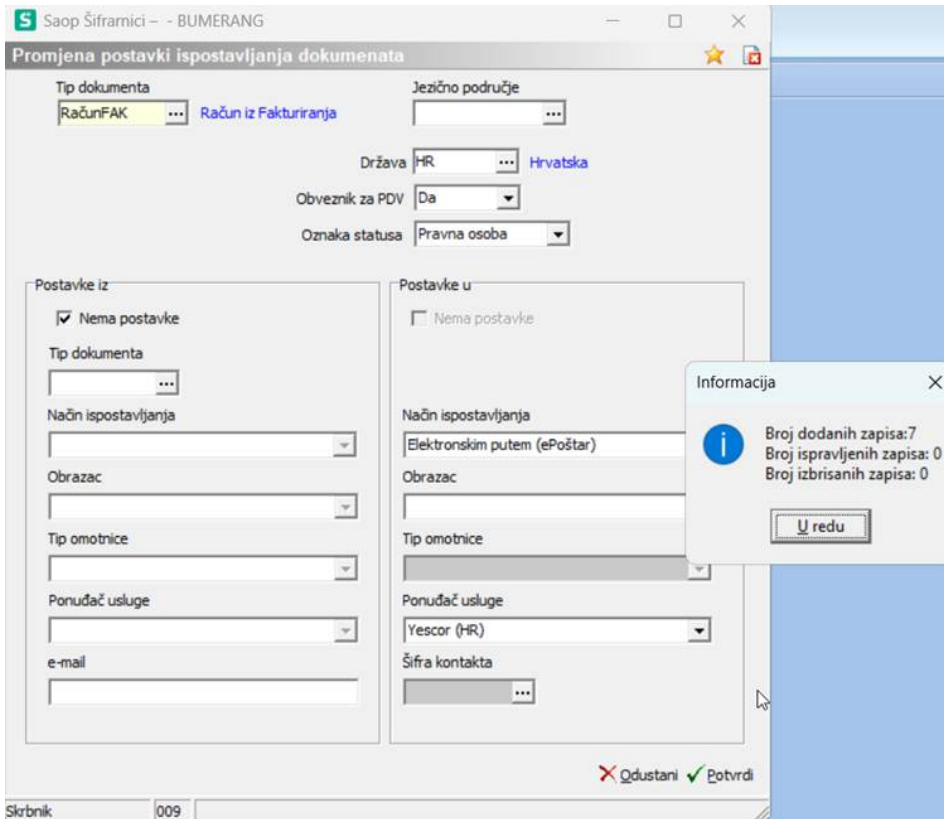 S Saop Šiframici – - BUMERANG
Promjena postavki ispostavljanja dokumenata
Tip dokumenta
RačunFAK ... Račun iz Fakturiranja
Jezično područje
...
Država HR ... Hrvatska
Obveznik za PDV Da
Oznaka statusa Pravna osoba
Postavke iz
Nema postavke
Tip dokumenta
...
Način ispostavljanja
Obrazac
Tip omotnice
Ponuđač usluge
e-mail
Postavke u
Nema postavke
Način ispostavljanja
Elektronskim putem (ePoštar)
Obrazac
Tip omotnice
Ponuđač usluge
Yescor (HR)
Šifra kontakta
...
Informacija
Broj dodanih zapisa:7
Broj ispravljenih zapisa: 0
Broj izbrisanih zapisa: 0
U redu
Odustani Potvrdi
Skrbnik 009